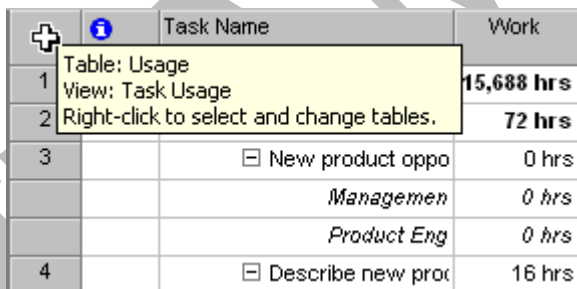 Task Name Work
Table: Usage
View: Task Usage
Right-click to select and change tables.
1 15,688 hrs
2 72 hrs
3 New product oppo 0 hrs
Managemen 0 hrs
Product Eng 0 hrs
4 Describe new pro 16 hrs